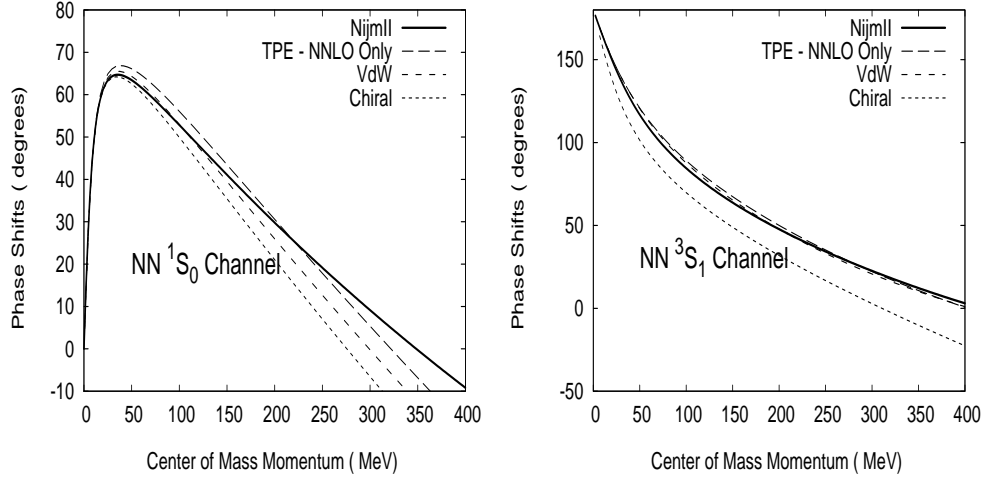 80
70
60
50
40
30
20
10
0
-10
Phase Shifts ( degrees)
NijmII
TPE - NNLO Only
VdW
Chiral
NN ¹S₀ Channel
0 50 100 150 200 250 300 350 400
Center of Mass Momentum ( MeV)
150
100
50
0
-50
Phase Shifts ( degrees)
NijmII
TPE - NNLO Only
VdW
Chiral
NN ³S₁ Channel
0 50 100 150 200 250 300 350 400
Center of Mass Momentum ( MeV)